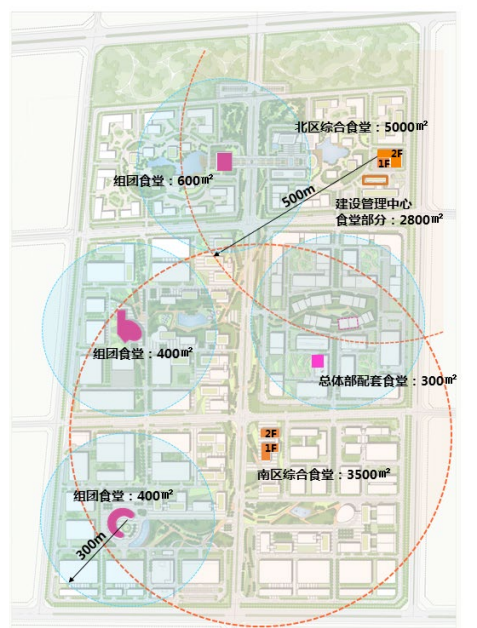 北区综合食堂：5000㎡
2F
1F
组团食堂：600㎡
500m
建设管理中心
食堂部分：2800㎡
组团食堂：400㎡
总体部配套食堂：300㎡
2F
1F
南区综合食堂：3500㎡
组团食堂：400㎡
300m